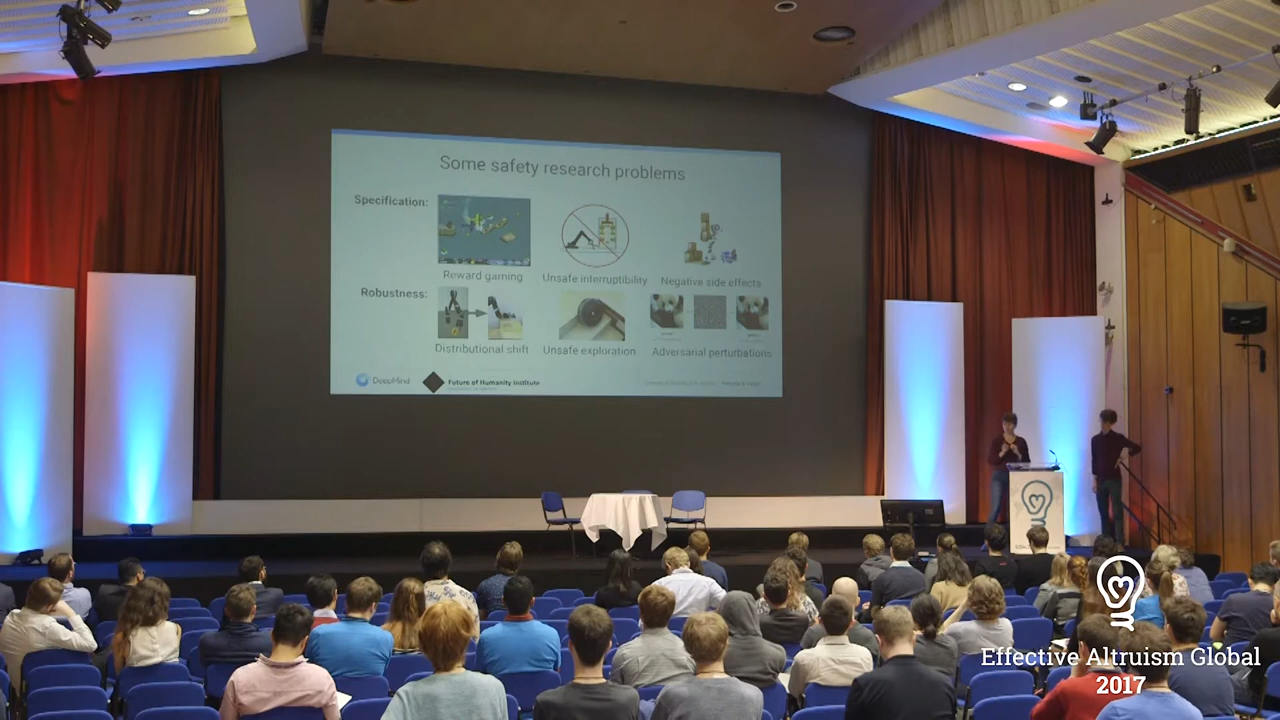 Some safety research problems
Specification:
Reward gaming
Unsafe interruptibility
Negative side effects
Robustness:
Distributional shift
Unsafe exploration
Adversarial perturbations
DeepMind
Future of Humanity Institute
Effective Altruism Global
2017